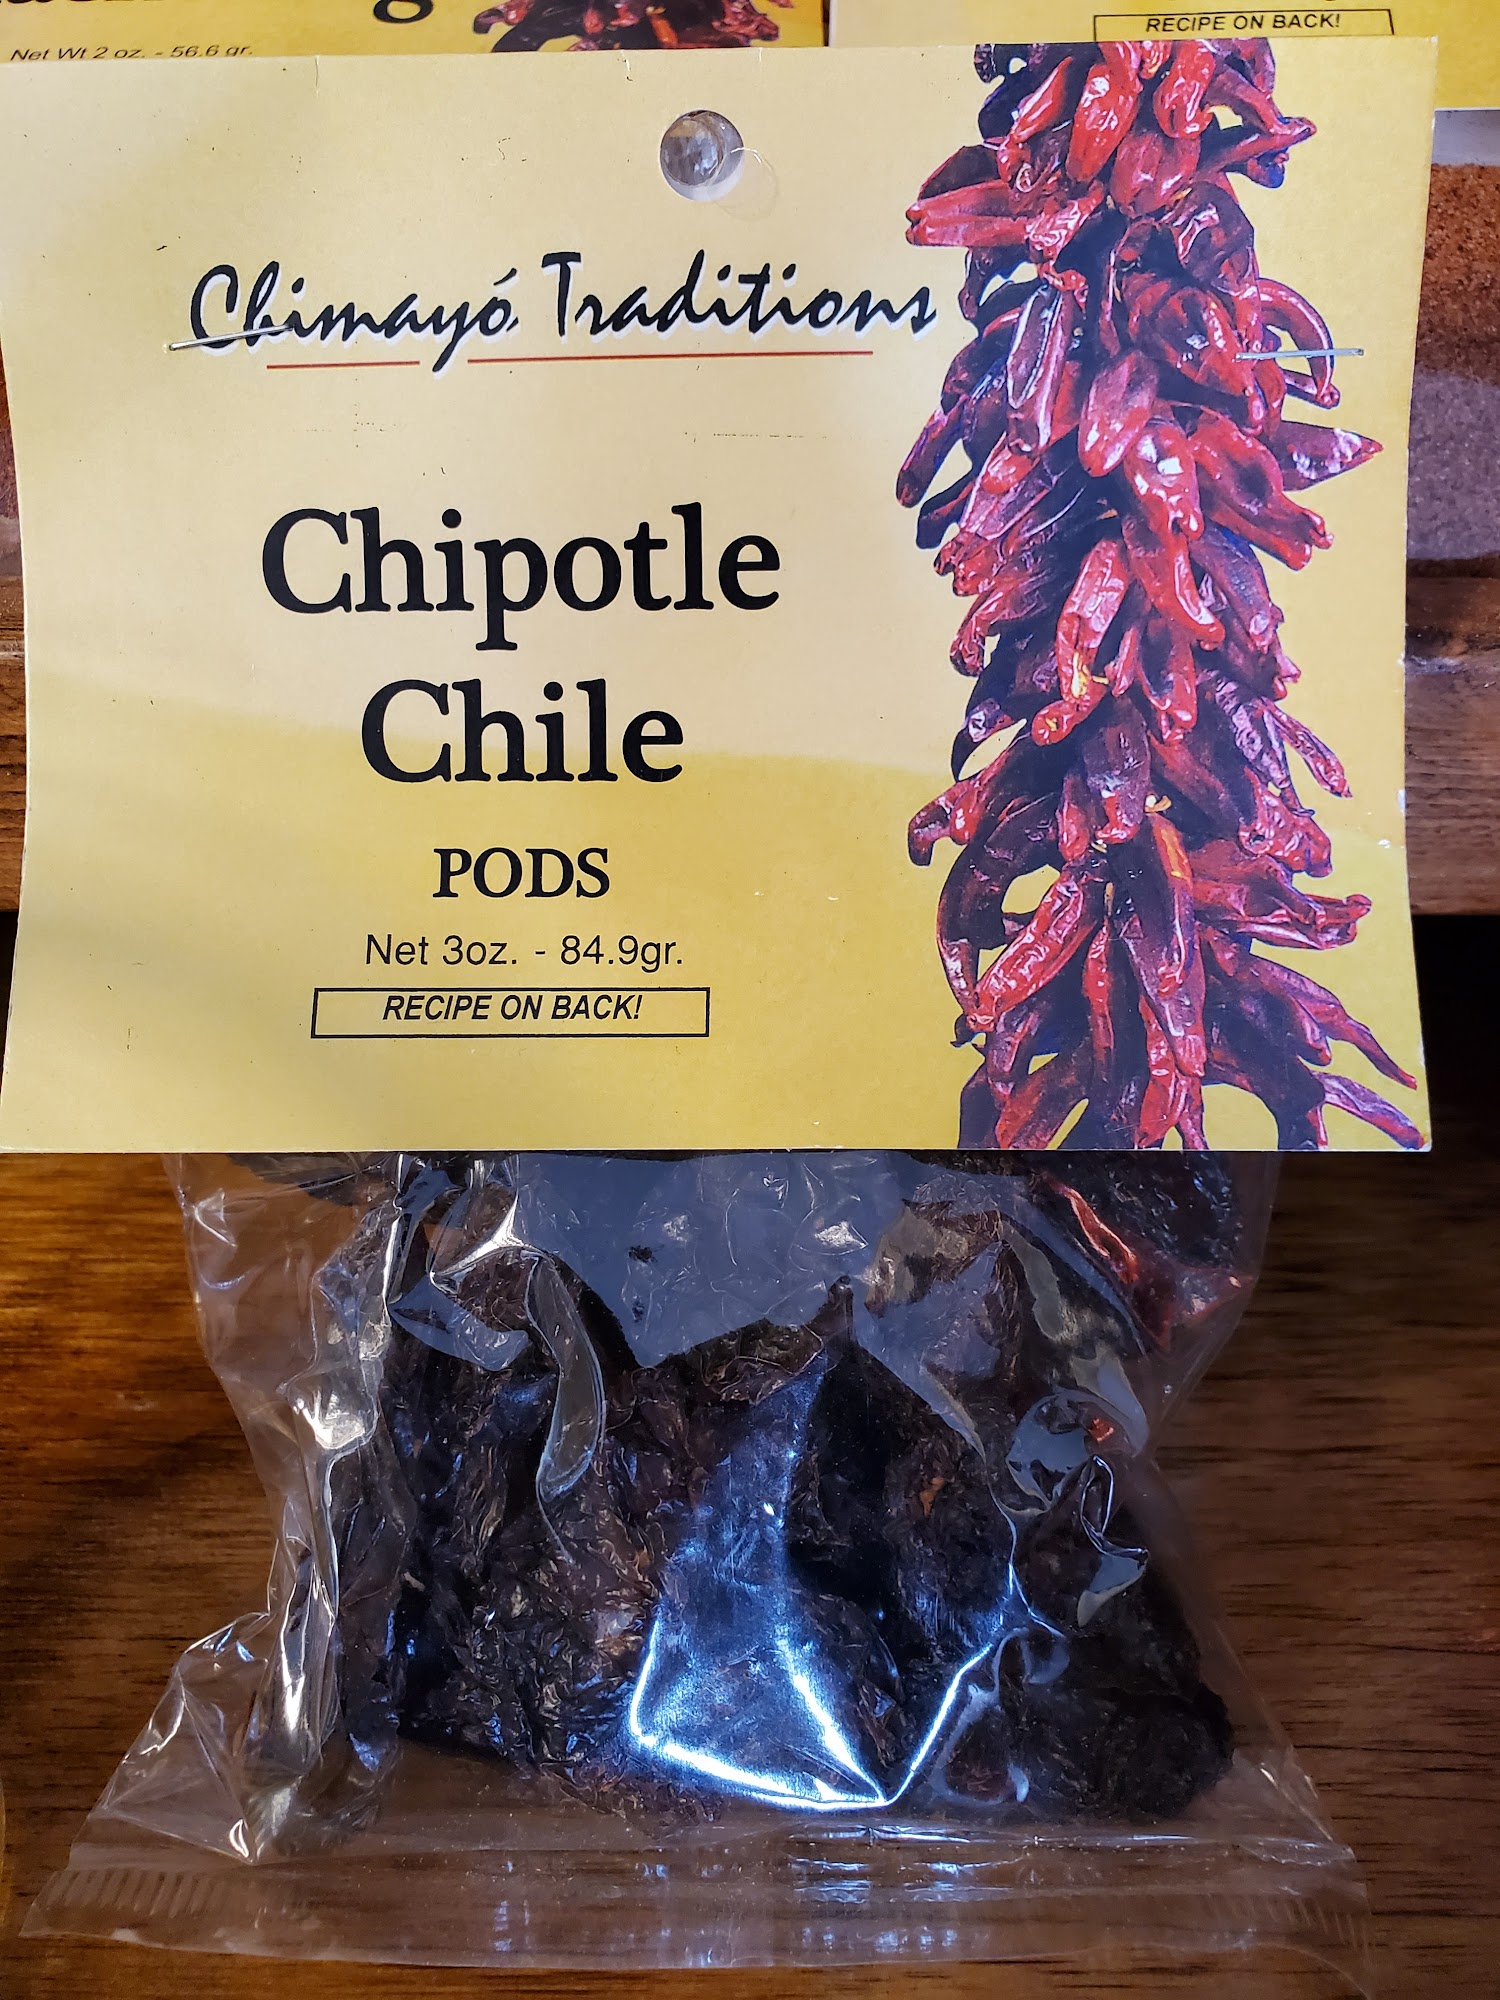 Net Wt 2 oz. - 56.6 gr.
RECIPE ON BACK!
Chimayó Traditions
Chipotle
Chile
PODS
Net 3oz. - 84.9gr.
RECIPE ON BACK!